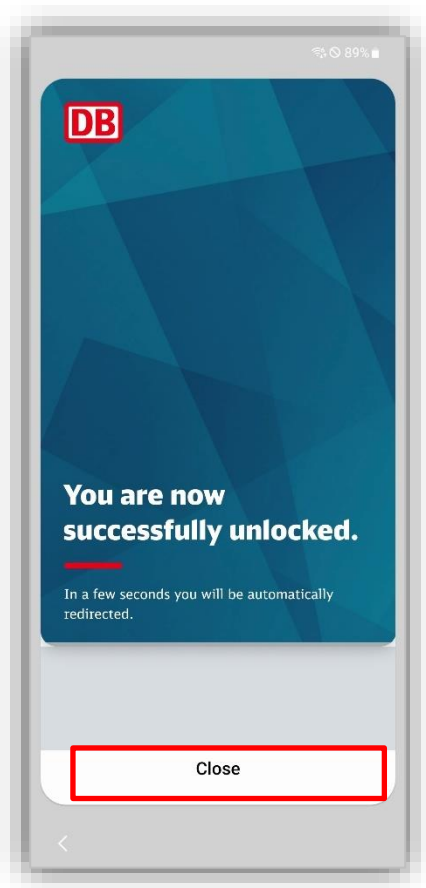 89%
DB
You are now
successfully unlocked.
In a few seconds you will be automatically
redirected.
Close